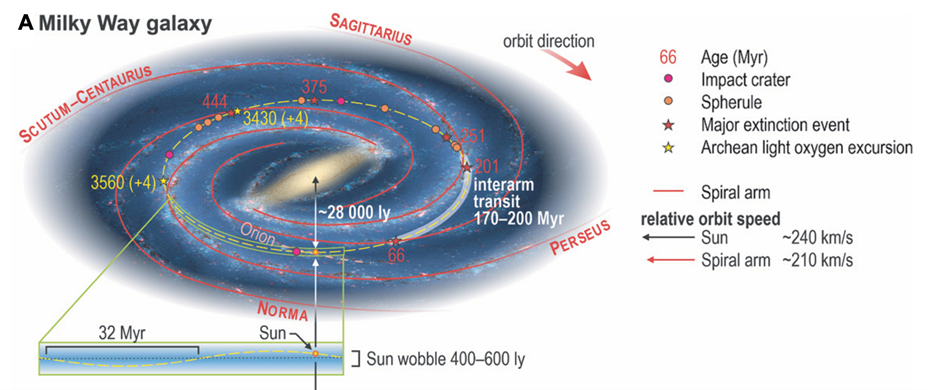 A Milky Way galaxy
SAGITTARIUS
orbit direction
SCUTUM–CENTAURUS
375
444
3430 (+4)
251
201
3560 (+4)
interarm
transit
170–200 Myr
~28 000 ly
Orion
66
PERSEUS
NORMA
32 Myr
Sun
Sun wobble 400–600 ly
66 Age (Myr)
Impact crater
Spherule
Major extinction event
Archean light oxygen excursion
Spiral arm
relative orbit speed
Sun ~240 km/s
Spiral arm ~210 km/s